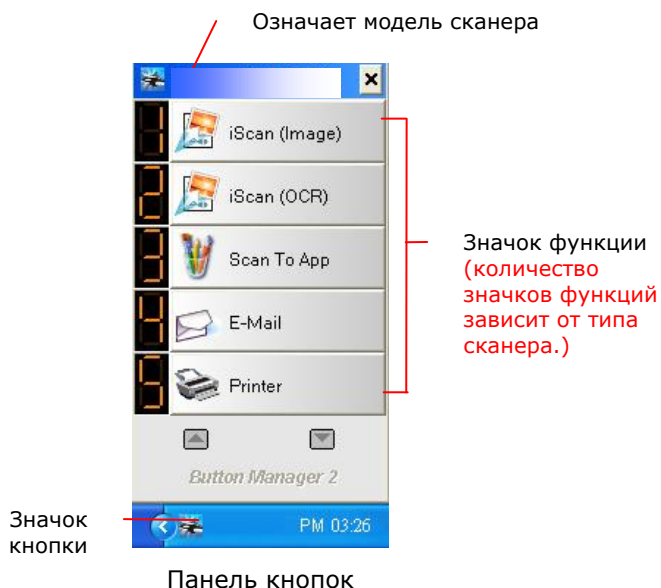 Означает модель сканера
1 iScan (Image)
2 iScan (OCR)
3 Scan To App
4 E-Mail
5 Printer
Button Manager 2
PM 03:26
Значок функции
(количество
значков функций
зависит от типа
сканера.)
Значок
кнопки
Панель кнопок